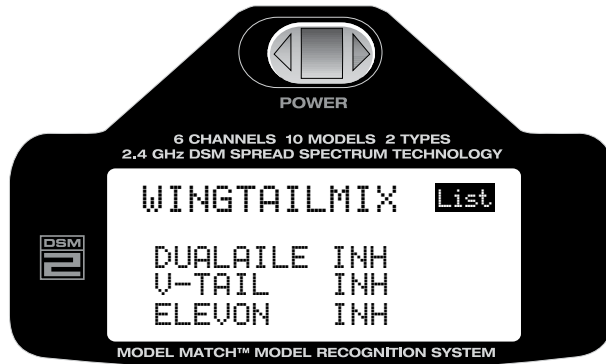 POWER
6 CHANNELS 10 MODELS 2 TYPES
2.4 GHz DSM SPREAD SPECTRUM TECHNOLOGY
WINGTAILMIX List
DSM
2
DUALAILE INH
V-TAIL INH
ELEVON INH
MODEL MATCH™ MODEL RECOGNITION SYSTEM